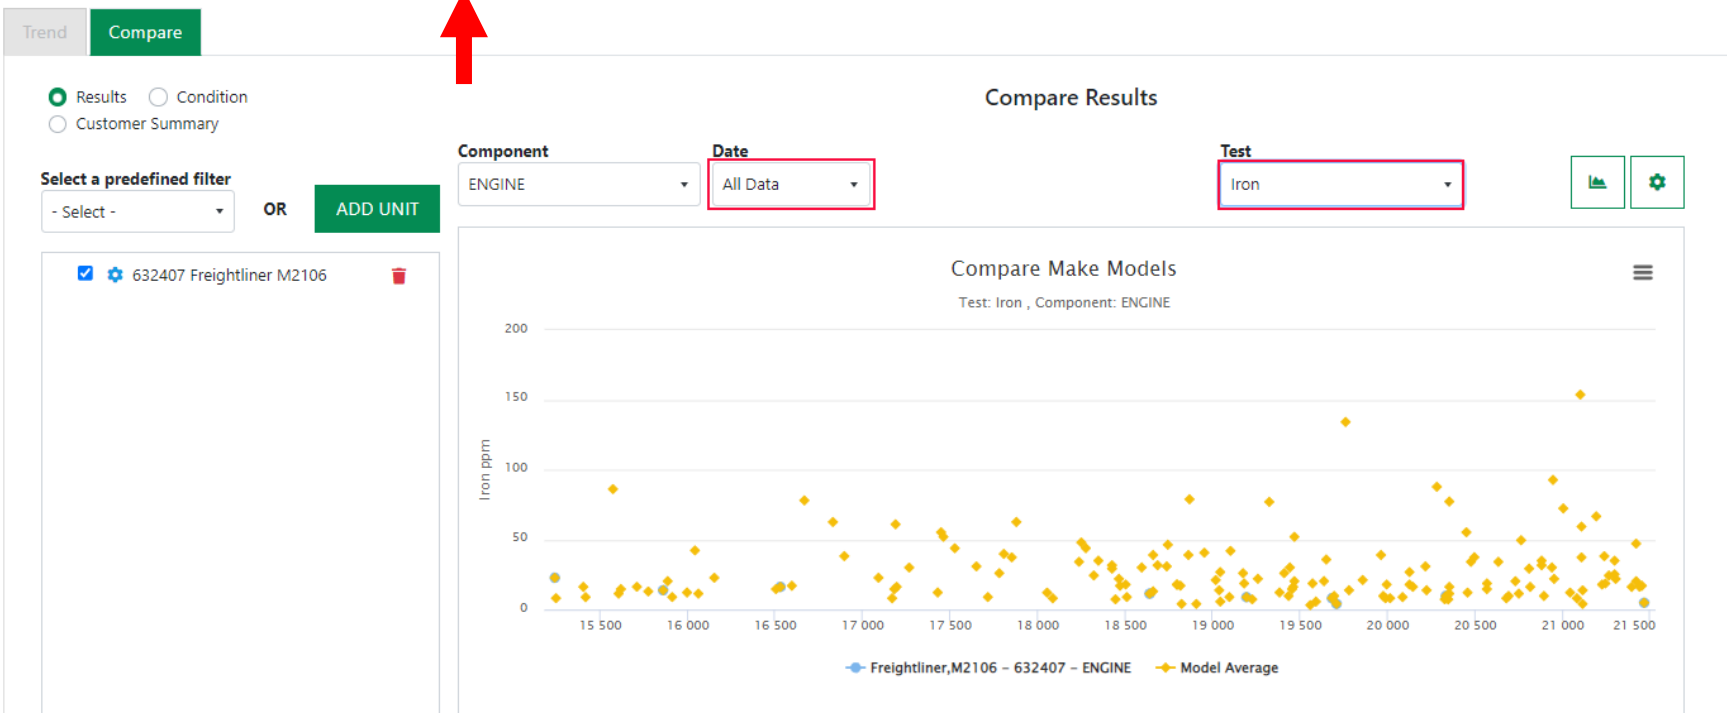 Trend
Compare
Results
Condition
Customer Summary
Compare Results
Select a predefined filter
- Select -
OR
ADD UNIT
Component
Date
Test
ENGINE
All Data
Iron
632407 Freightliner M2106
Compare Make Models
Test: Iron , Component: ENGINE
Iron ppm
200
150
100
50
0
15 500
16 000
16 500
17 000
17 500
18 000
18 500
19 000
19 500
20 000
20 500
21 000
21 500
Freightliner,M2106 – 632407 – ENGINE
Model Average